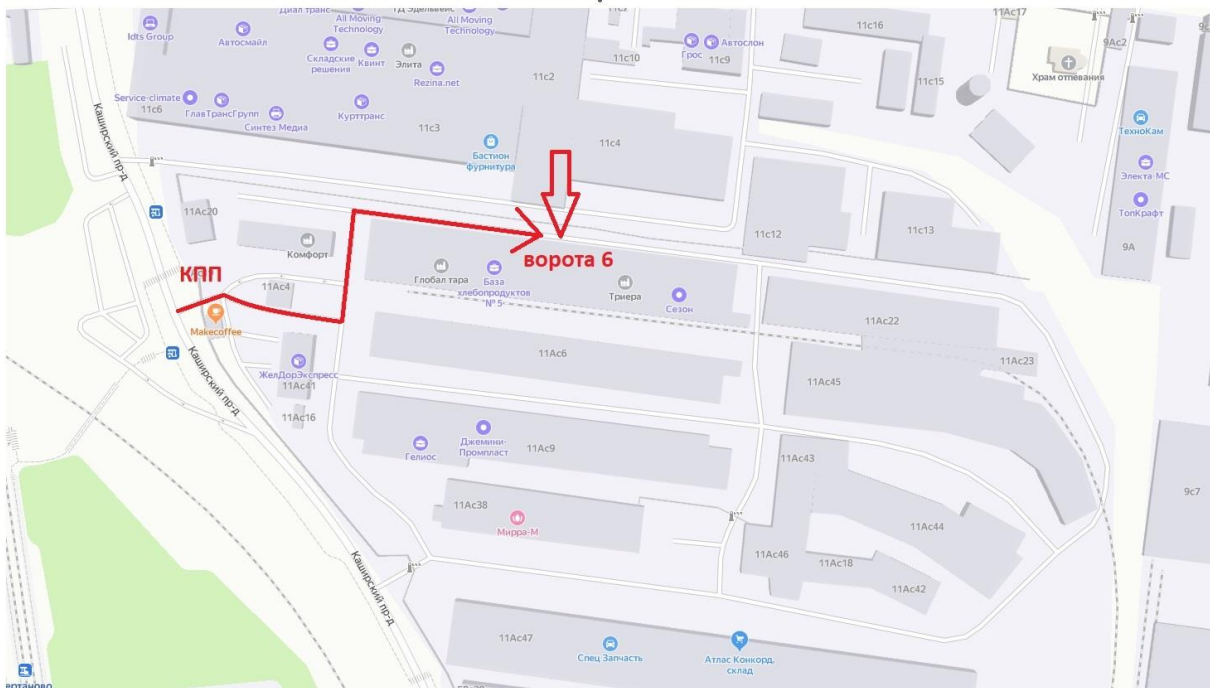 Диал транс
All Moving
Technology
ТД Эдельвейс
All Moving
Technology
Idts Group
Автосмайл
Складские
решения
Квинт
Элита
Rezina.net
11с2
11с10
Грос
Автослон
11с9
11с16
11Ас17
9Ас2
Храм отпевания
11с15
Service-climate
11с6
ГлавТрансГрупп
Синтез Медиа
Курттранс
11с3
Бастион
фурнитура
11с4
ТехноКам
Электа-МС
ТопКрафт
9А
Каширский пр-д
11Ас20
Комфорт
11с12
11с13
КПП
11Ас4
Makecoffee
ворота 6
Глобал тара
База
хлебопродуктов
№ 5
Триера
Сезон
11Ас22
11Ас23
Каширский пр-д
ЖелДорЭкспресс
11Ас41
11Ас16
11Ас6
11Ас45
Гелиос
Джемини-
Промпласт
11Ас9
11Ас43
9с7
11Ас38
Мирра-М
11Ас44
11Ас46
11Ас18
11Ас42
Каширский пр-д
11Ас47
Спец Запчасть
Атлас Конкорд,
склад